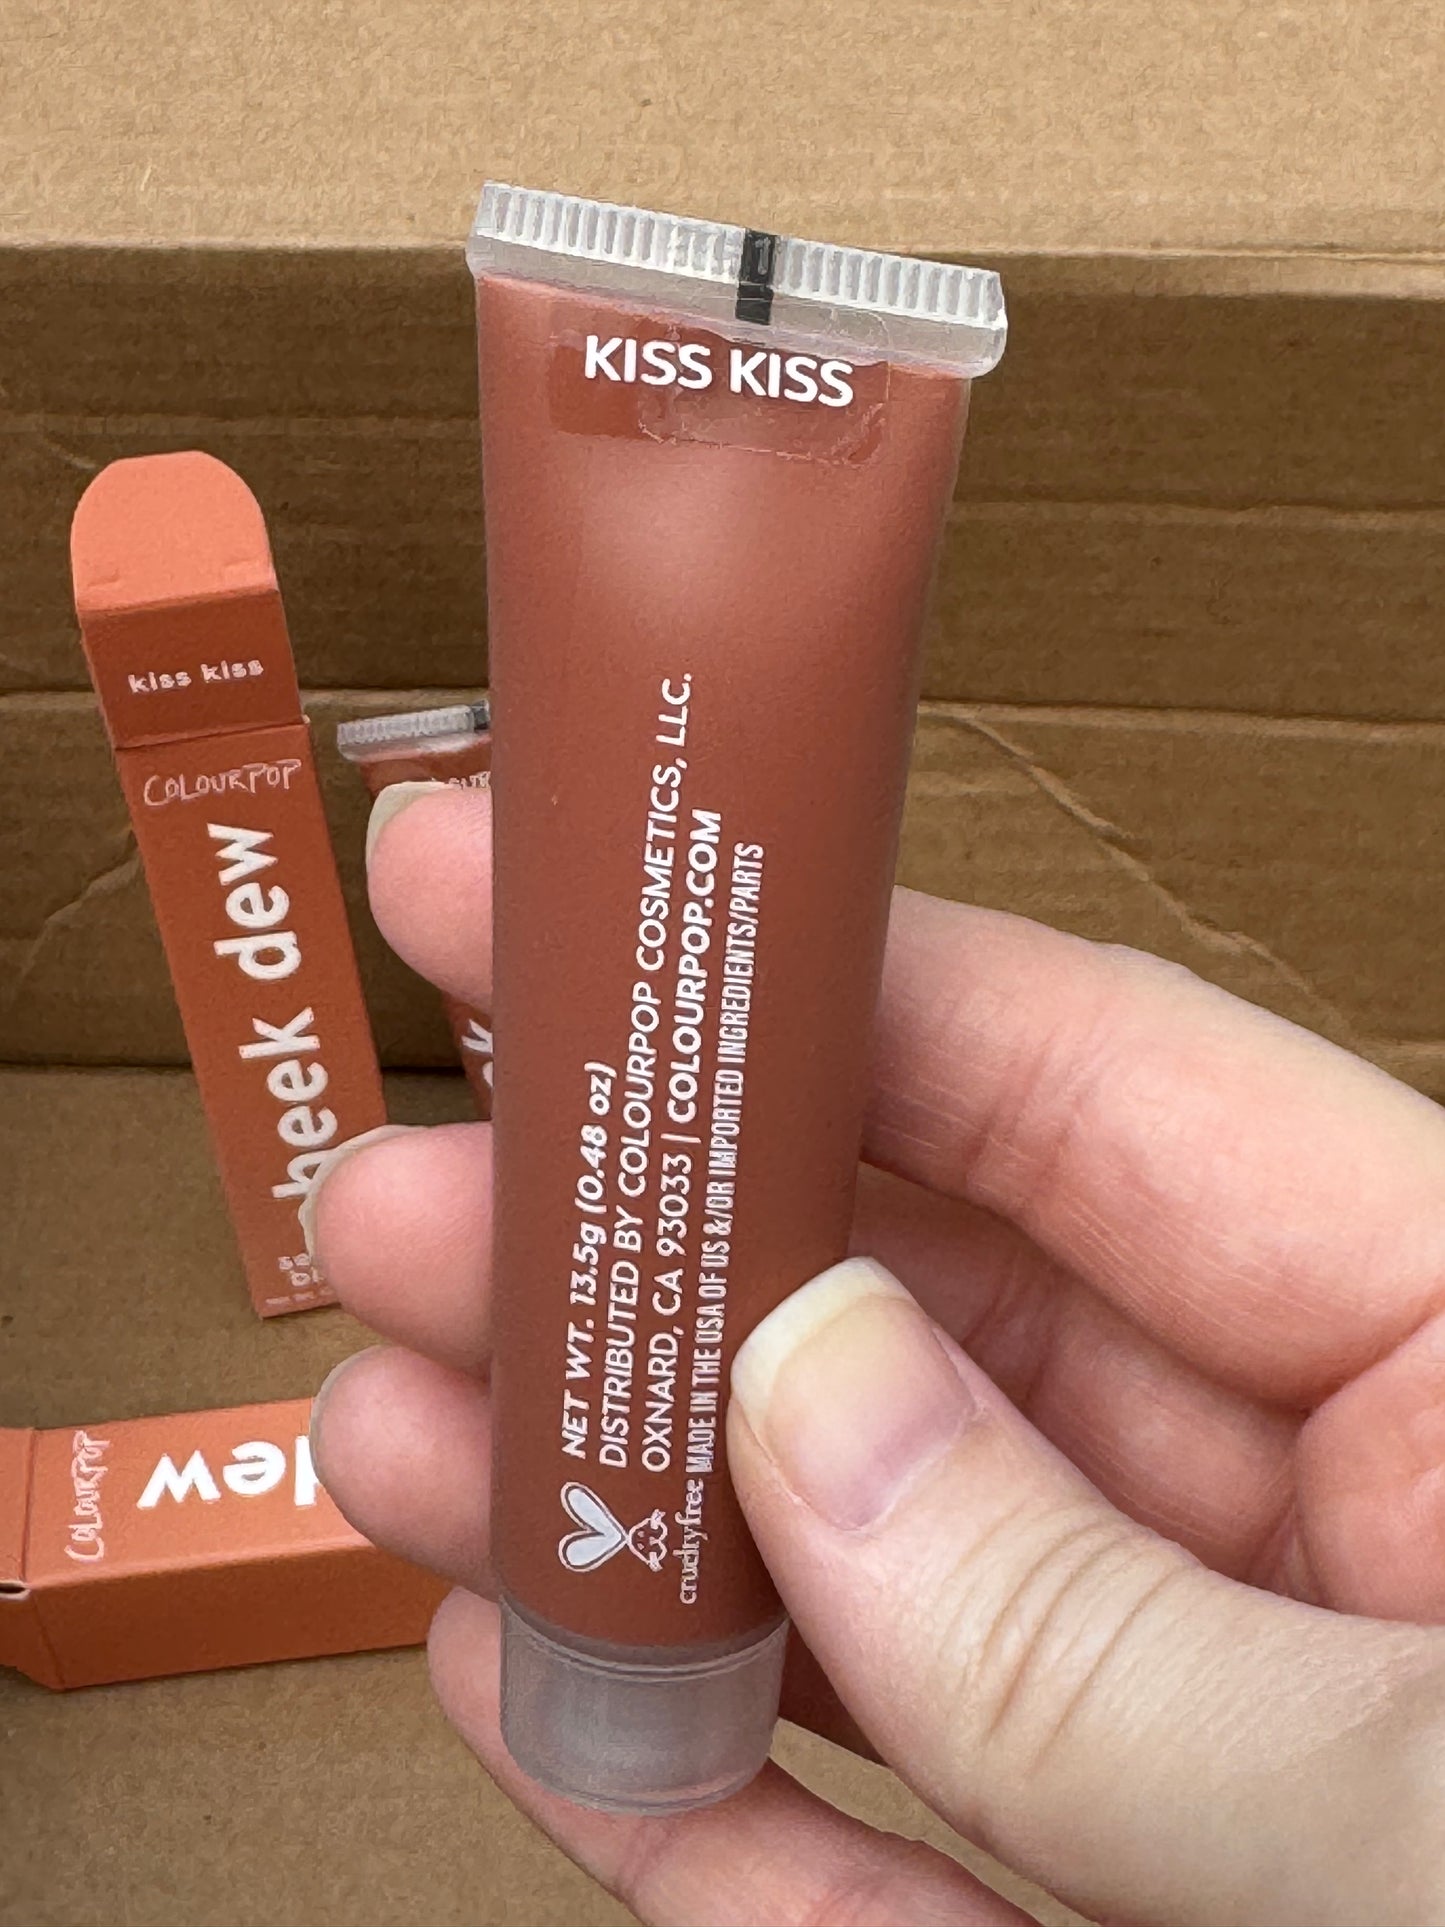 KISS KISS
NET WT. 13.5g (0.48 oz)
DISTRIBUTED BY COLOURPOP COSMETICS, LLC.
OXNARD, CA 93033 | COLOURPOP.COM
MADE IN THE USA OF US &/OR IMPORTED INGREDIENTS/PARTS
crueltyfree
kiss kiss
COLOURPOP
heek dew
COLOURPOP
dew